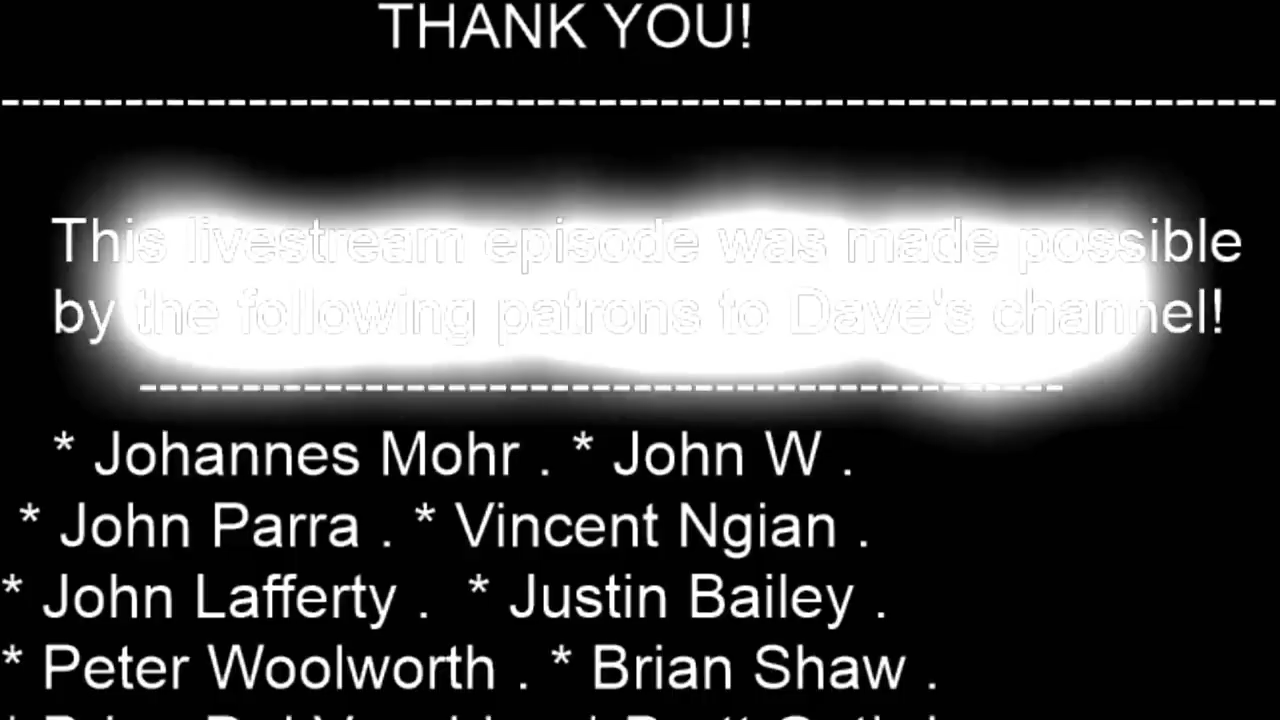 THANK YOU!
--------------------------------------------------------------
This livestream episode was made possible
by the following patrons to Dave's channel!
---------------------------------------------
* Johannes Mohr . * John W .
* John Parra . * Vincent Ngian .
* John Lafferty . * Justin Bailey .
* Peter Woolworth . * Brian Shaw .